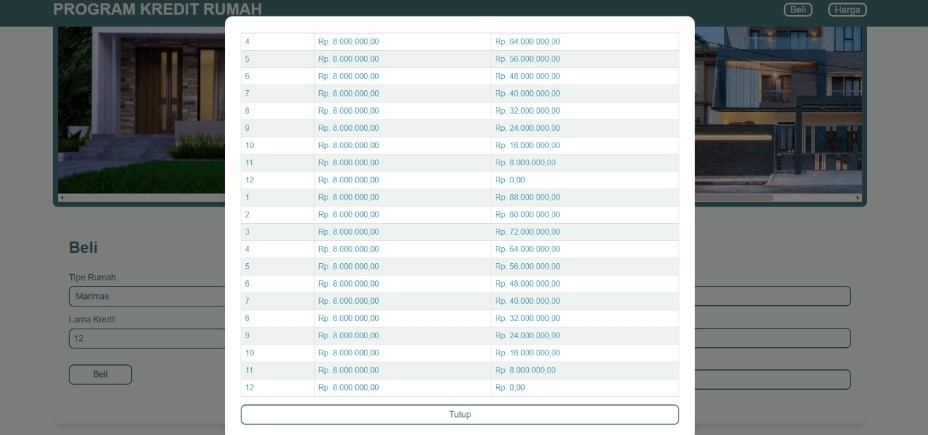 PROGRAM KREDIT RUMAH
Beli Harga
4 Rp. 8.000.000,00 Rp. 64.000.000,00
5 Rp. 8.000.000,00 Rp. 56.000.000,00
6 Rp. 8.000.000,00 Rp. 48.000.000,00
7 Rp. 8.000.000,00 Rp. 40.000.000,00
8 Rp. 8.000.000,00 Rp. 32.000.000,00
9 Rp. 8.000.000,00 Rp. 24.000.000,00
10 Rp. 8.000.000,00 Rp. 16.000.000,00
11 Rp. 8.000.000,00 Rp. 8.000.000,00
12 Rp. 8.000.000,00 Rp. 0,00
1 Rp. 8.000.000,00 Rp. 88.000.000,00
2 Rp. 8.000.000,00 Rp. 80.000.000,00
3 Rp. 8.000.000,00 Rp. 72.000.000,00
4 Rp. 8.000.000,00 Rp. 64.000.000,00
5 Rp. 8.000.000,00 Rp. 56.000.000,00
6 Rp. 8.000.000,00 Rp. 48.000.000,00
7 Rp. 8.000.000,00 Rp. 40.000.000,00
8 Rp. 8.000.000,00 Rp. 32.000.000,00
9 Rp. 8.000.000,00 Rp. 24.000.000,00
10 Rp. 8.000.000,00 Rp. 16.000.000,00
11 Rp. 8.000.000,00 Rp. 8.000.000,00
12 Rp. 8.000.000,00 Rp. 0,00
Tutup
Beli
Tipe Rumah
Marimas
Lama Kredit
12
Beli